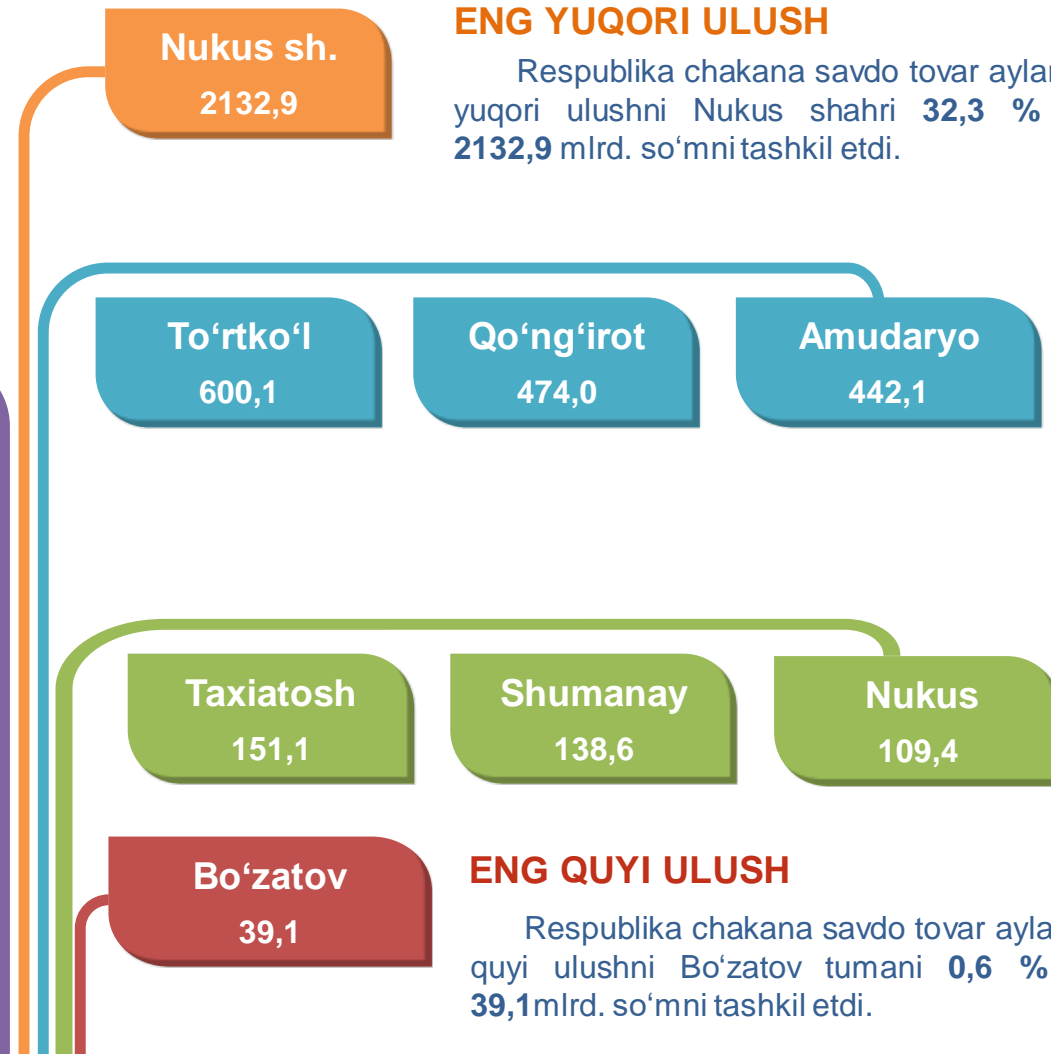 Nukus sh.
2132,9
ENG YUQORI ULUSH
Respublika chakana savdo tovar
yuqori ulushni Nukus shahri 32,3 %
2132,9 mlrd. so‘mni tashkil etdi.
To‘rtko‘l
600,1
Qo‘ng‘irot
474,0
Amudaryo
442,1
Taxiatosh
151,1
Shumanay
138,6
Nukus
109,4
Bo‘zatov
39,1
ENG QUYI ULUSH
Respublika chakana savdo tovar
quyi ulushni Bo‘zatov tumani 0,6 %
39,1mlrd. so‘mni tashkil etdi.